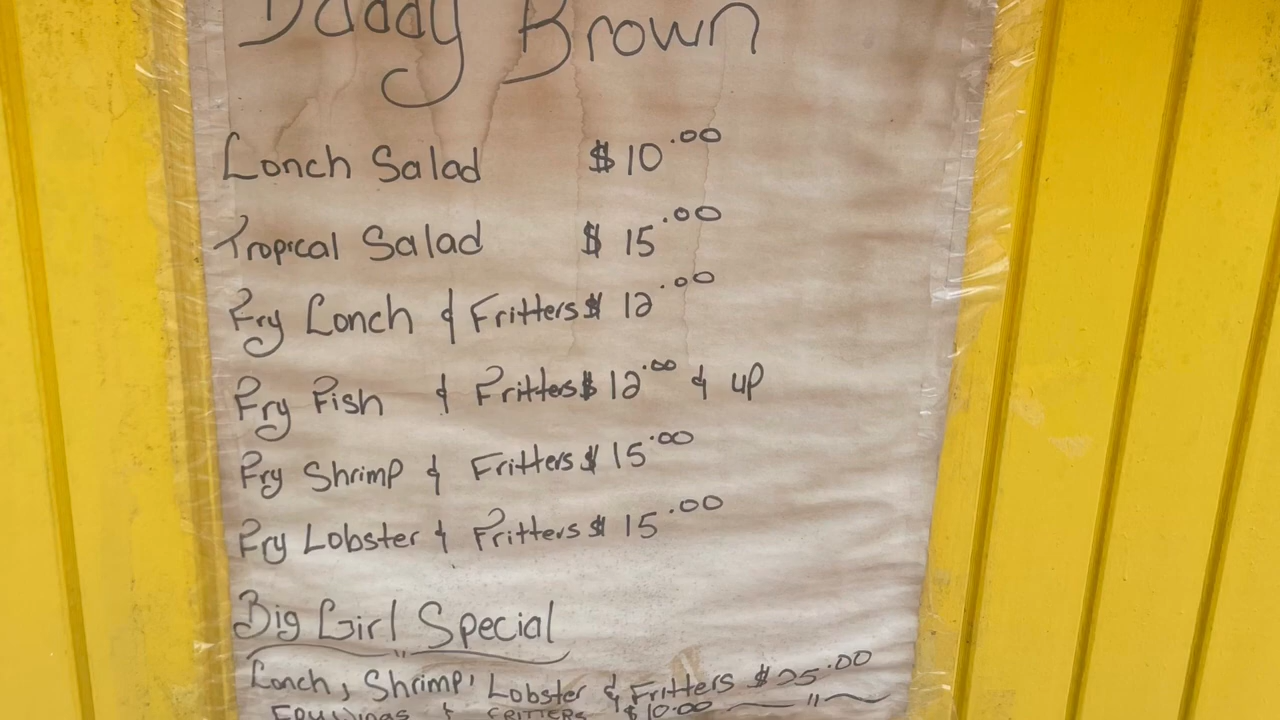 Daddy Brown
Conch Salad $10.00
Tropical Salad $15.00
Fry Conch & Fritters $12.00
Fry Fish & Fritters $12.00 & up
Fry Shrimp & Fritters $15.00
Fry Lobster & Fritters $15.00
Big Girl Special
Conch, Shrimp, Lobster & Fritters $25.00
FRY Wings & FRITTERS $10.00